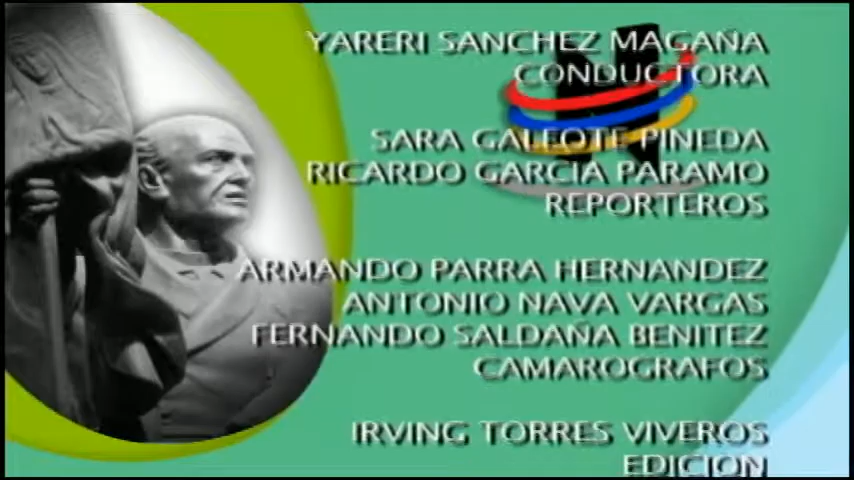 YARERI SANCHEZ MAGAÑA
CONDUCTORA
SARA GALEOTE PINEDA
RICARDO GARCIA PARAMO
REPORTEROS
ARMANDO PARRA HERNANDEZ
ANTONIO NAVA VARGAS
FERNANDO SALDAÑA BENITEZ
CAMAROGRAFOS
IRVING TORRES VIVEROS
EDICION